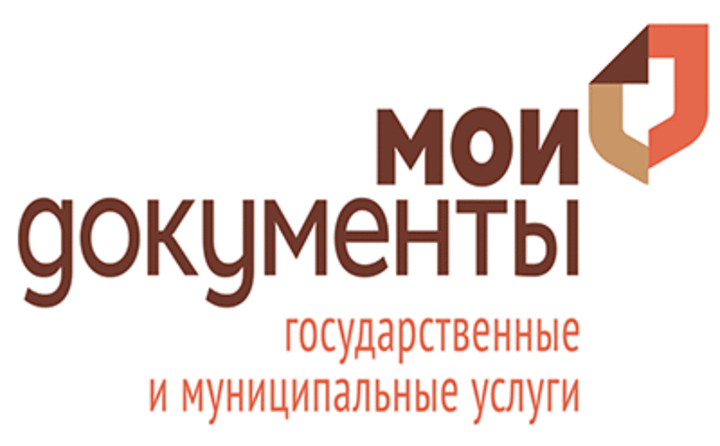 мои
документы
государственные
и муниципальные услуги